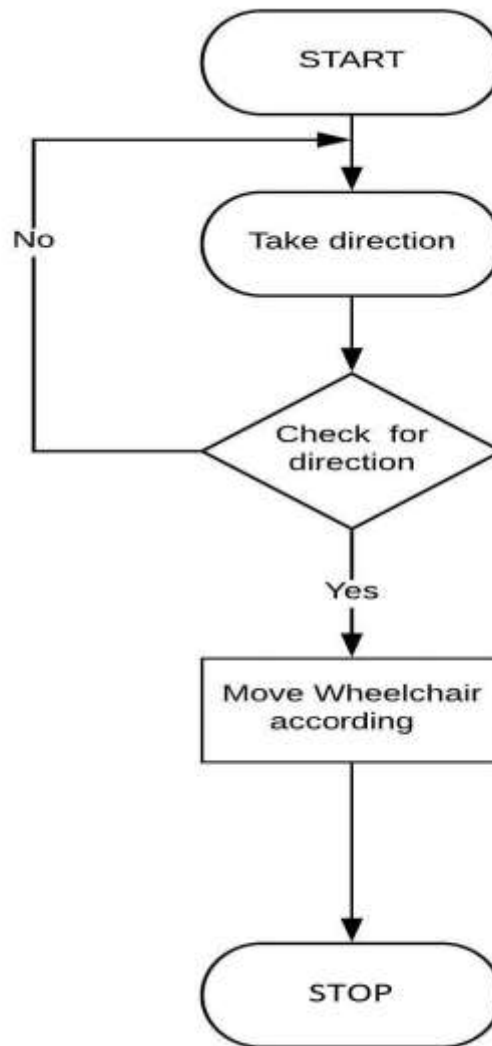 START
No
Take direction
Check for
direction
Yes
Move Wheelchair
according
STOP